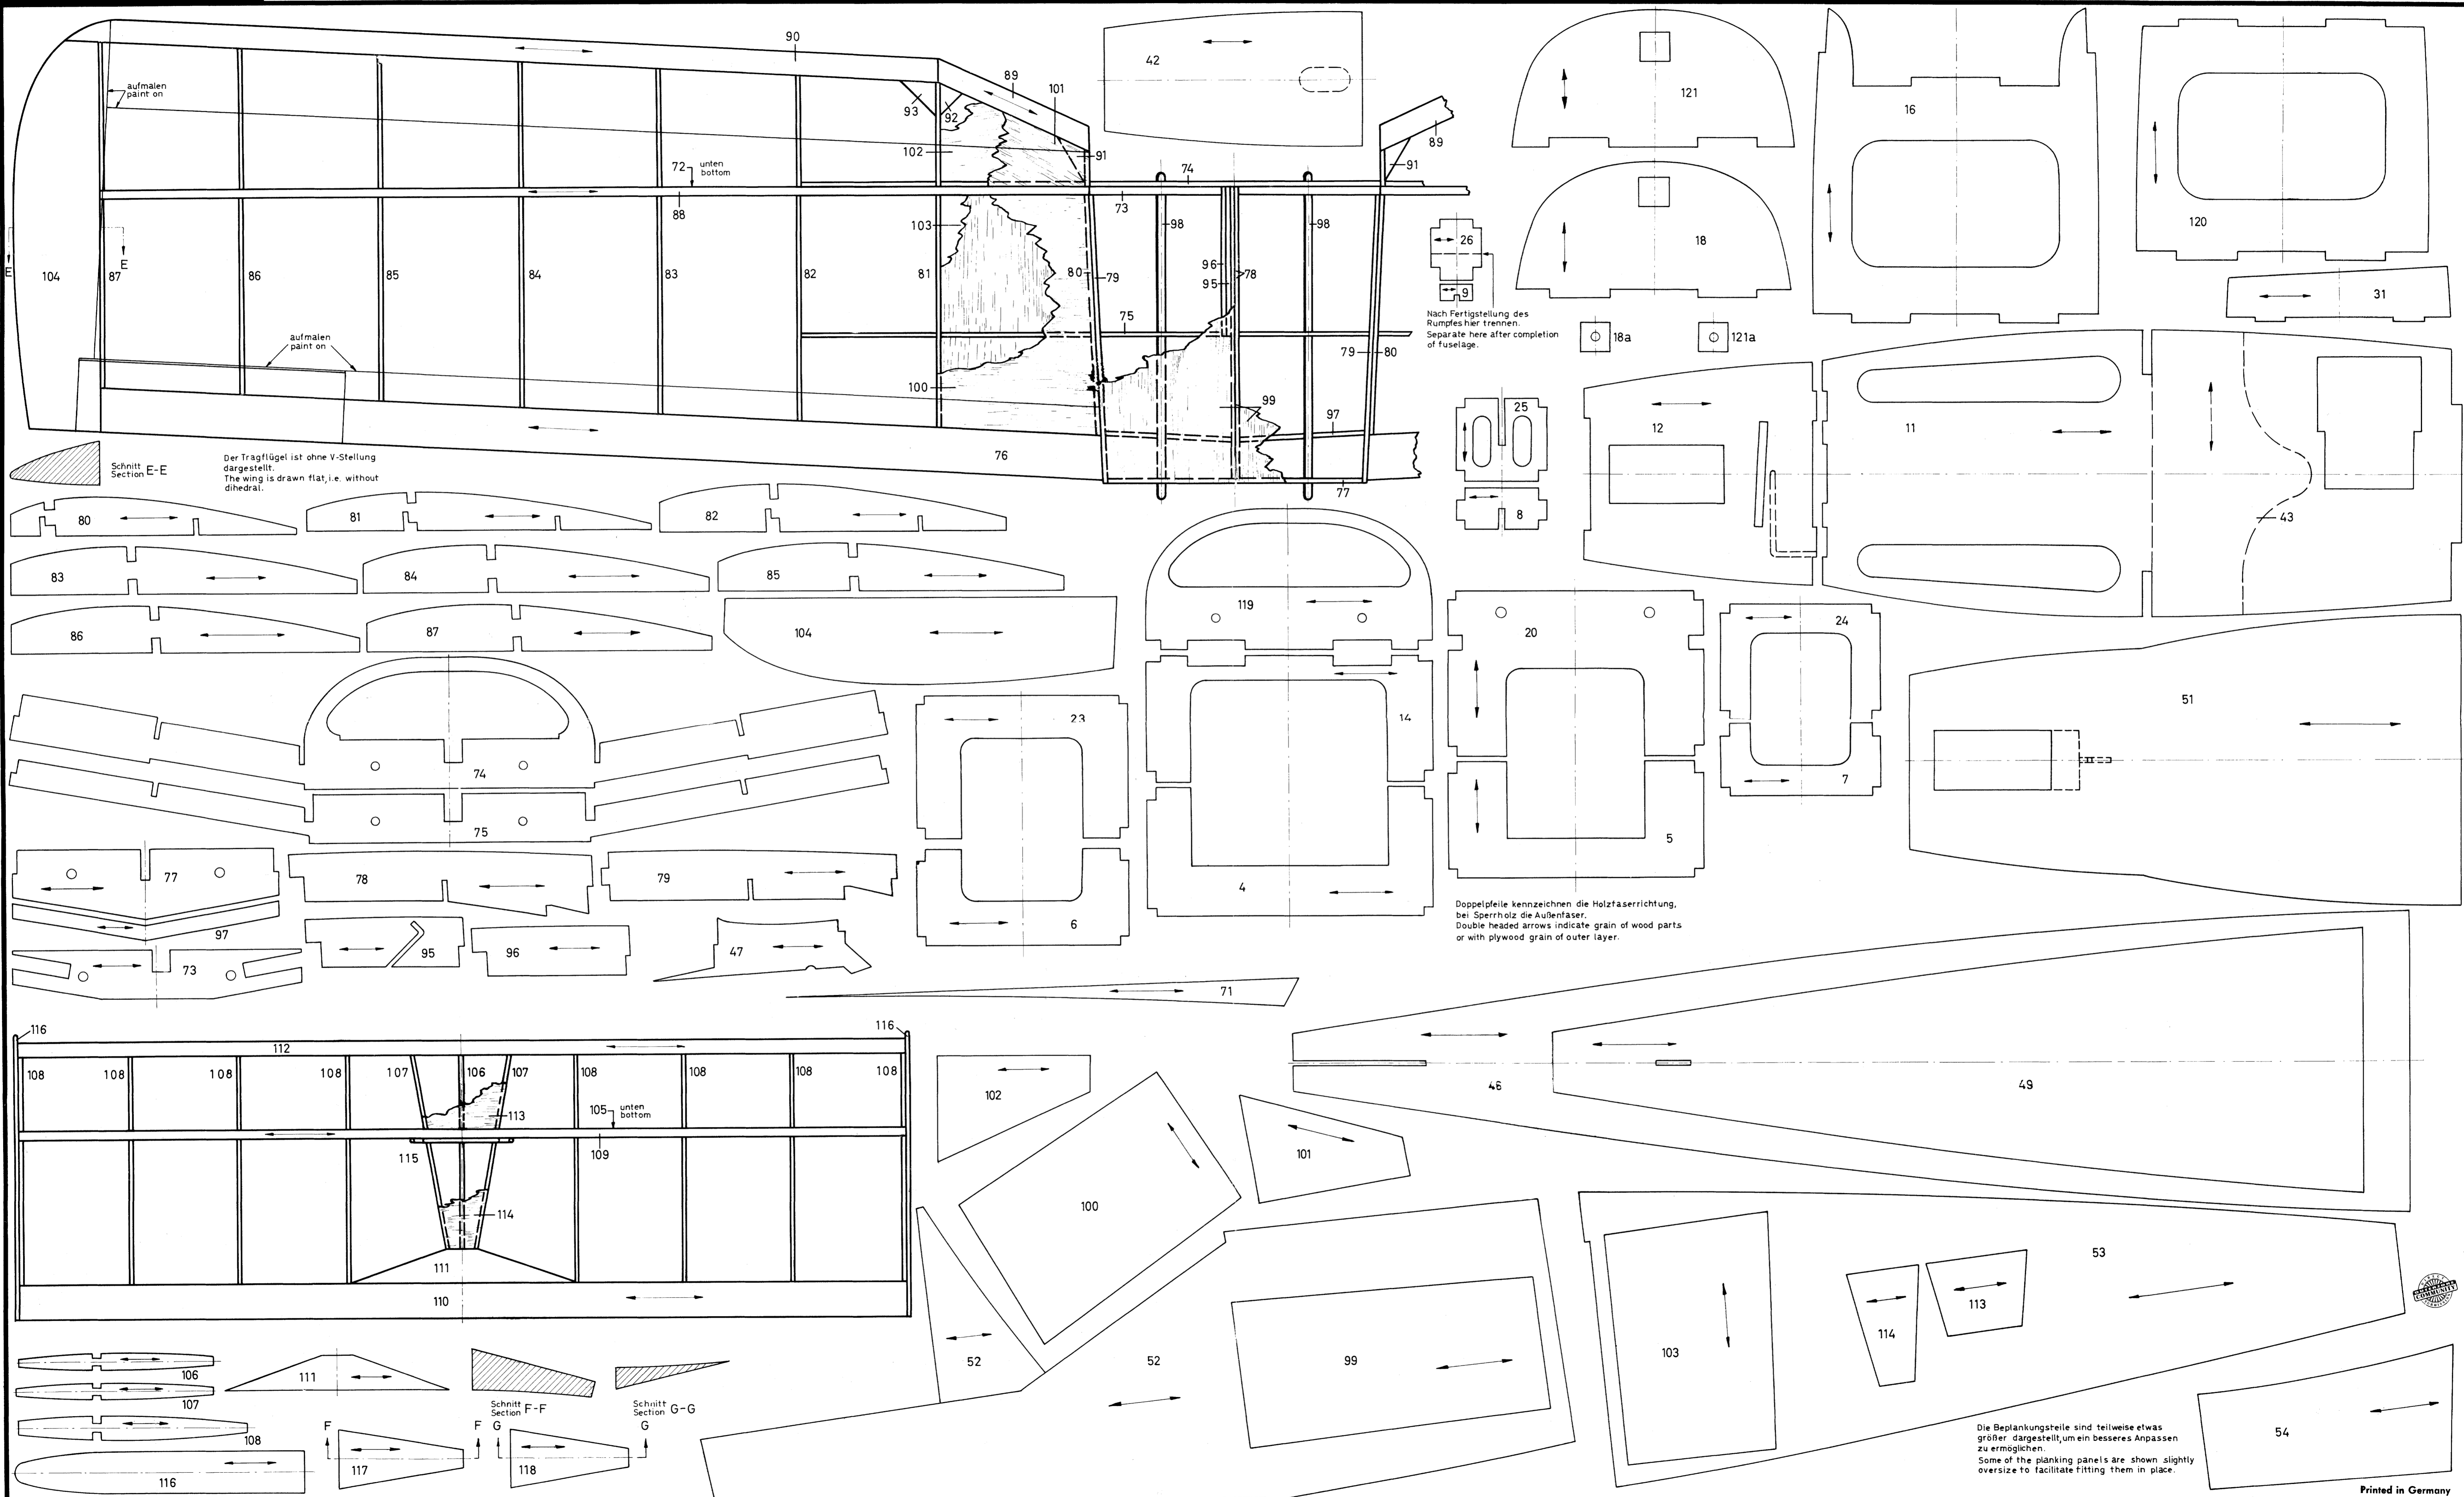 90
42
121
16
120
89
101
aufmalen
paint on
93
92
102
72 unten
bottom
88
91
74
73
89
91
98
98
26
9
18
31
Nach Fertigstellung des
Rumpfes hier trennen.
Separate here after completion
of fuselage.
18a
121a
103
104
87
86
85
84
83
82
81
80
79
96
95
78
E
E
75
79
80
aufmalen
paint on
100
99
97
76
77
25
8
12
11
43
Schnitt
Section E-E
Der Tragflügel ist ohne V-Stellung
dargestellt.
The wing is drawn flat, i.e. without
dihedral.
80
81
82
83
84
85
86
87
104
119
20
24
14
23
51
74
75
7
5
4
6
77
78
79
97
95
96
47
73
71
Doppelpfeile kennzeichnen die Holzfaserrichtung,
bei Sperrholz die Außenfaser.
Double headed arrows indicate grain of wood parts
or with plywood grain of outer layer.
116
116
112
108
108
108
108
107
106
107
108
108
108
108
113
105 unten
bottom
115
109
114
111
110
102
101
100
46
49
52
52
99
103
114
113
53
COMMUNITY
54
106
107
108
116
111
Schnitt
Section F-F
Schnitt
Section G-G
F
F
G
G
117
118
Die Beplankungsteile sind teilweise etwas
größer dargestellt, um ein besseres Anpassen
zu ermöglichen.
Some of the planking panels are shown slightly
oversize to facilitate fitting them in place.
Printed in Germany